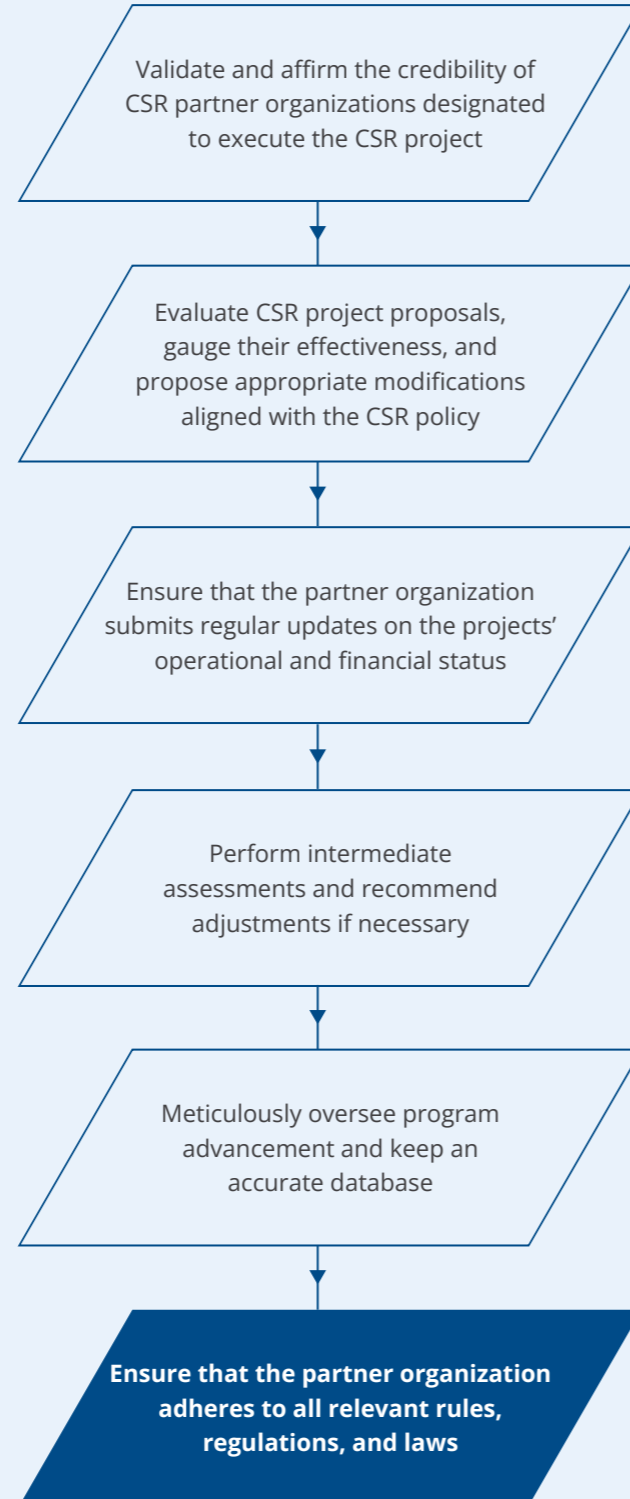 Validate and affirm the credibility of
CSR partner organizations designated
to execute the CSR project
Evaluate CSR project proposals,
gauge their effectiveness, and
propose appropriate modifications
aligned with the CSR policy
Ensure that the partner organization
submits regular updates on the projects’
operational and financial status
Perform intermediate
assessments and recommend
adjustments if necessary
Meticulously oversee program
advancement and keep an
accurate database
Ensure that the partner organization
adheres to all relevant rules,
regulations, and laws